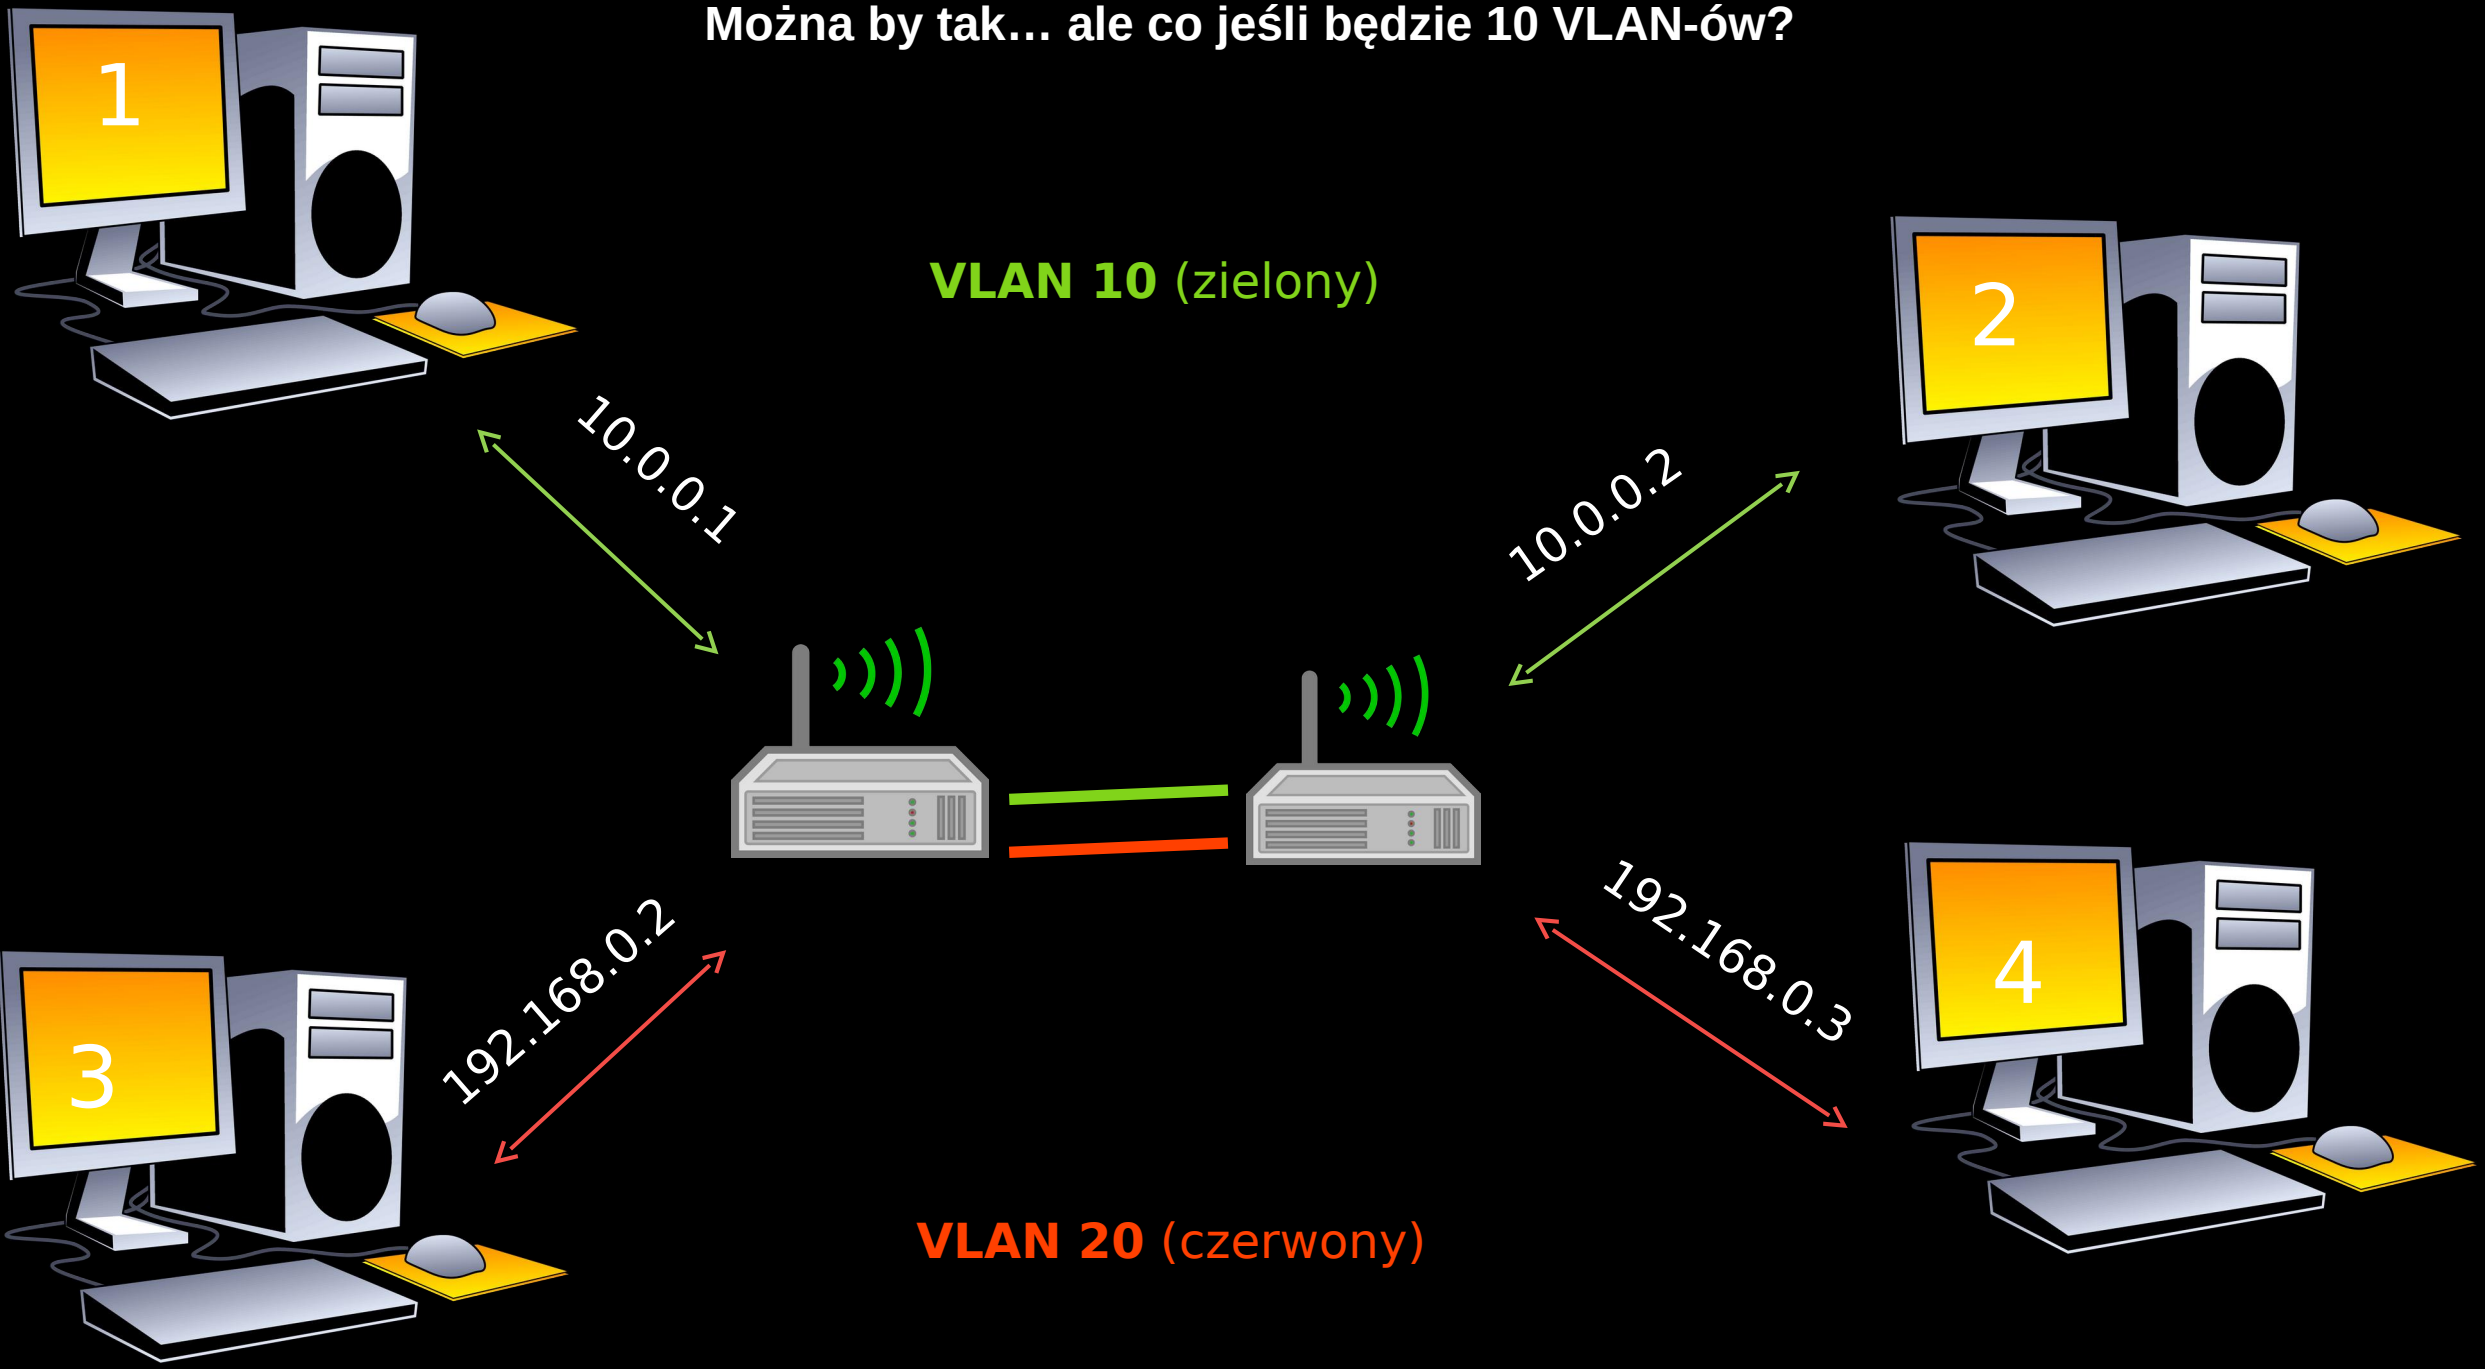 Można by tak… ale co jeśli będzie 10 VLAN-ów?
1
VLAN 10 (zielony)
2
10.0.0.1
10.0.0.2
192.168.0.2
192.168.0.3
3
4
VLAN 20 (czerwony)